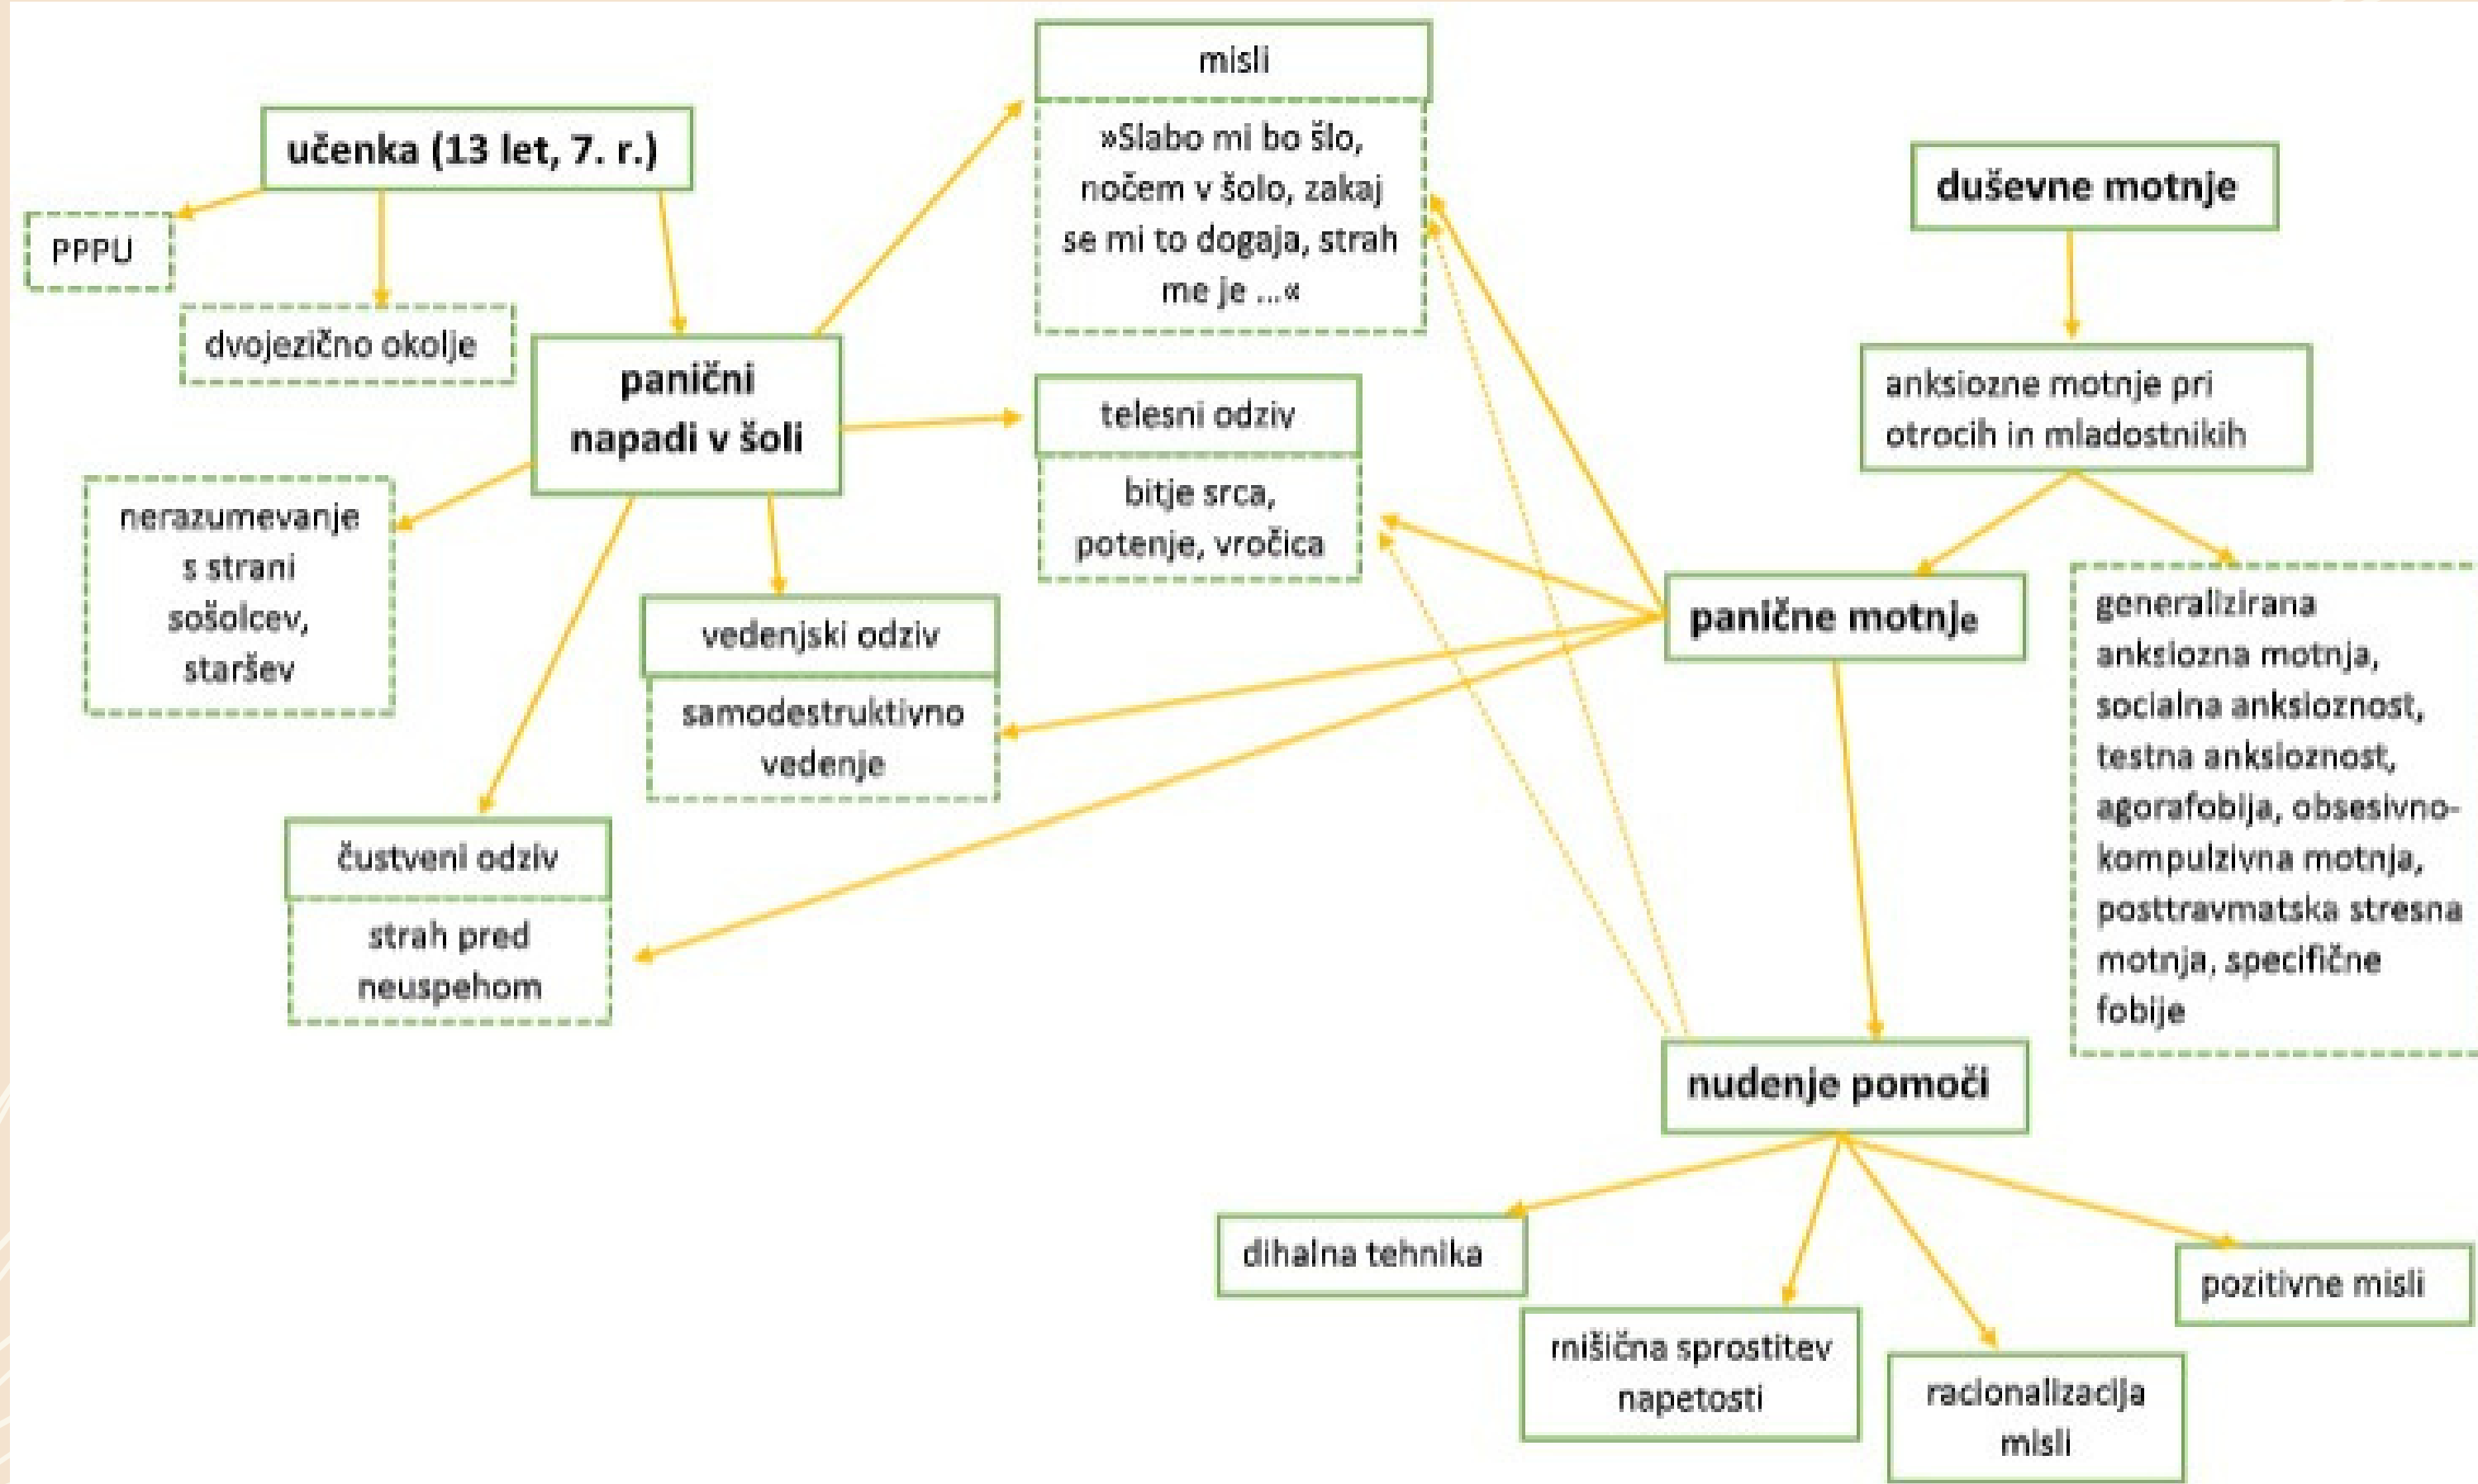 učenka (13 let, 7. r.)
PPPU
dvojezično okolje
panični
napadi v šoli
nerazumevanje
s strani
sošolcev,
staršev
čustveni odziv
strah pred
neuspehom
vedenjski odziv
samodestruktivno
vedenje
misli
»Slabo mi bo šlo,
nočem v šolo, zakaj
se mi to dogaja, strah
me je ...«
telesni odziv
bitje srca,
potenje, vročica
duševne motnje
anksiozne motnje pri
otrocih in mladostnikih
panične motnje
generalizirana
anksiozna motnja,
socialna anksioznost,
testna anksioznost,
agorafobija, obsesivno-
kompulzivna motnja,
posttravmatska stresna
motnja, specifične
fobije
nudenje pomoči
dihalna tehnika
mišična sprostitev
napetosti
racionalizacija
misli
pozitivne misli